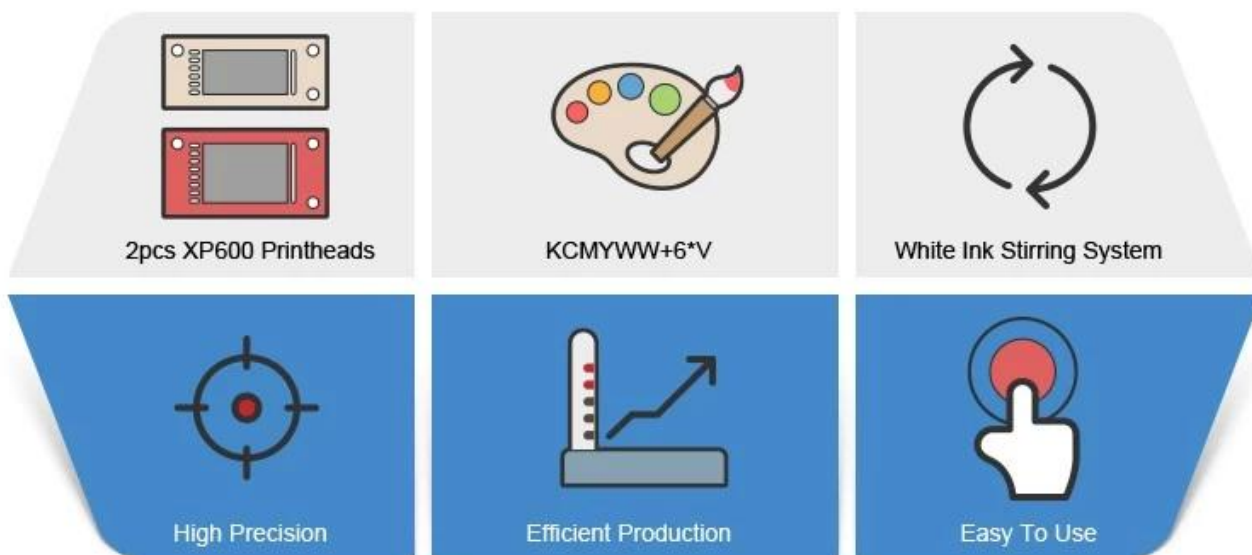 2pcs XP600 Printheads
KCMYWW+6*V
White Ink Stirring System
High Precision
Efficient Production
Easy To Use